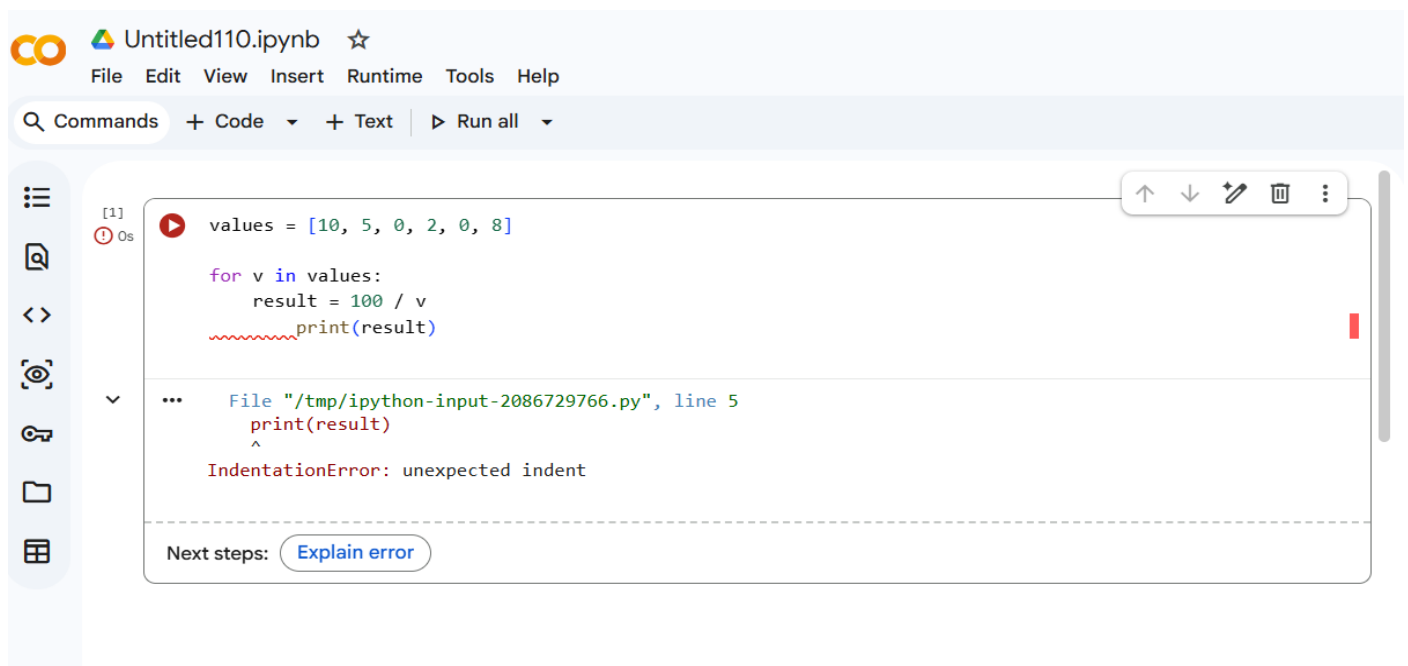 Untitled110.ipynb
File Edit View Insert Runtime Tools Help
Commands + Code + Text Run all
[1]
0s
values = [10, 5, 0, 2, 0, 8]
for v in values:
    result = 100 / v
        print(result)
File "/tmp/ipython-input-2086729766.py", line 5
    print(result)
    ^
IndentationError: unexpected indent
Next steps: Explain error